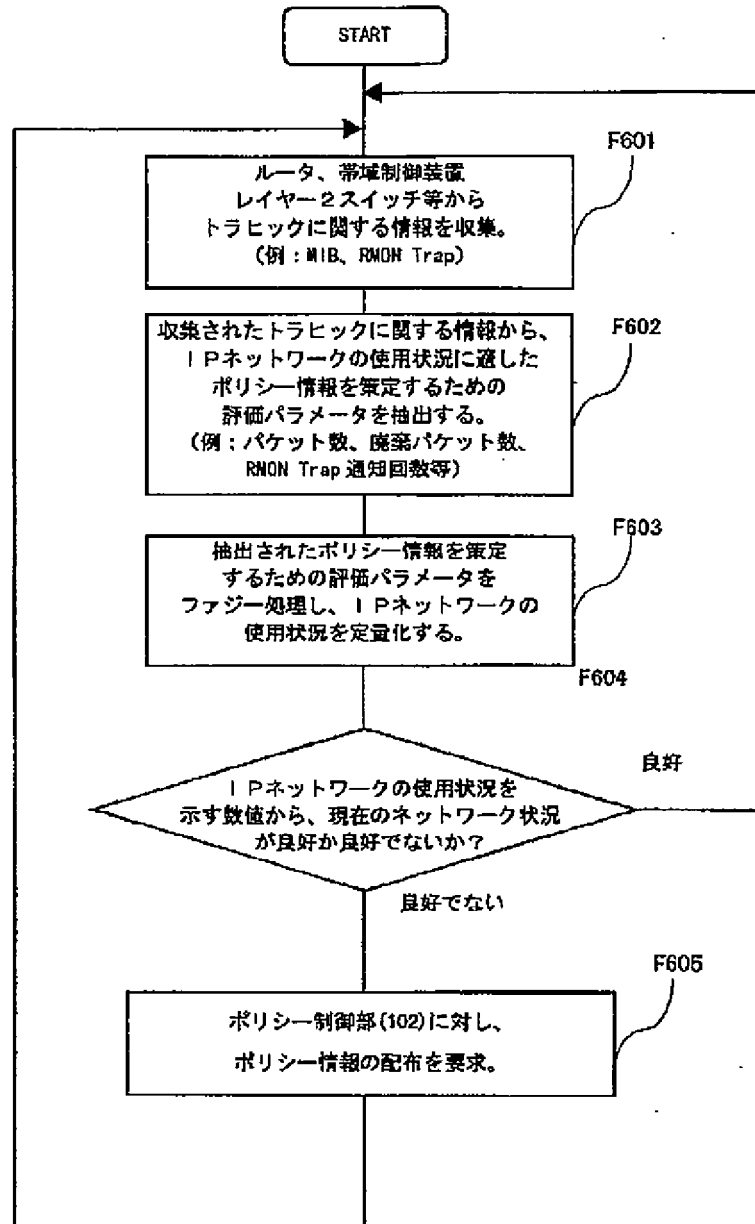 START
F601
ルータ、帯域制御装置
レイヤー2スイッチ等から
トラヒックに関する情報を収集。
(例:MIB、RMON Trap)
F602
収集されたトラヒックに関する情報から、
IPネットワークの使用状況に適した
ポリシー情報を策定するための
評価パラメータを抽出する。
(例:パケット数、廃棄パケット数、
RMON Trap 通知回数等)
F603
抽出されたポリシー情報を策定
するための評価パラメータを
ファジー処理し、IPネットワークの
使用状況を定量化する。
F604
良好
IPネットワークの使用状況を
示す数値から、現在のネットワーク状況
が良好か良好でないか?
良好でない
F605
ポリシー制御部(102)に対し、
ポリシー情報の配布を要求。